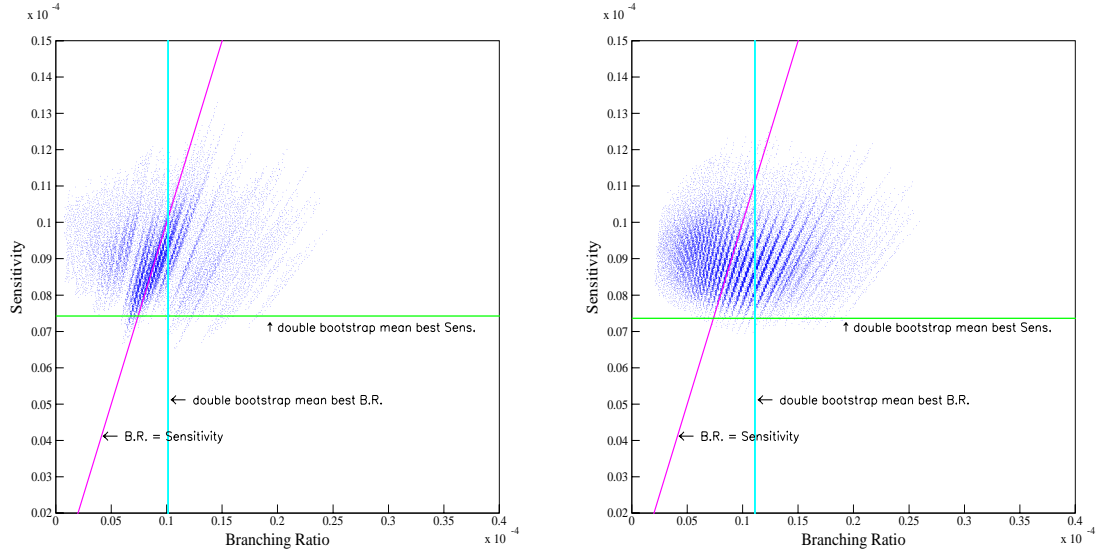 x 10 -4
0.15
0.14
0.13
0.12
0.11
0.1
0.09
0.08
0.07
0.06
0.05
0.04
0.03
0.02
Sensitivity
↑ double bootstrap mean best Sens.
← double bootstrap mean best B.R.
← B.R. = Sensitivity
0 0.05 0.1 0.15 0.2 0.25 0.3 0.35 0.4
x 10 -4
Branching Ratio
x 10 -4
0.15
0.14
0.13
0.12
0.11
0.1
0.09
0.08
0.07
0.06
0.05
0.04
0.03
0.02
Sensitivity
↑ double bootstrap mean best Sens.
← double bootstrap mean best B.R.
← B.R. = Sensitivity
0 0.05 0.1 0.15 0.2 0.25 0.3 0.35 0.4
x 10 -4
Branching Ratio